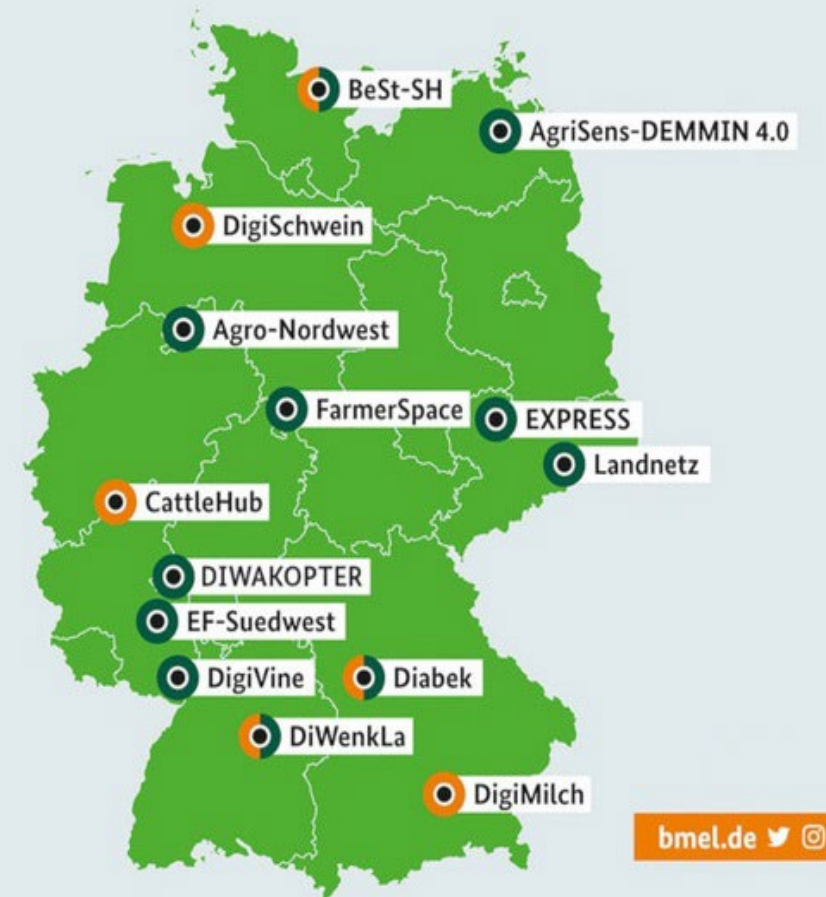 BeSt-SH
AgriSens-DEMMIN 4.0
DigiSchwein
Agro-Nordwest
FarmerSpace
EXPRESS
Landnetz
CattleHub
DIWAKOPTER
EF-Suedwest
DigiVine
Diabek
DiWenkLa
DigiMilch
bmel.de